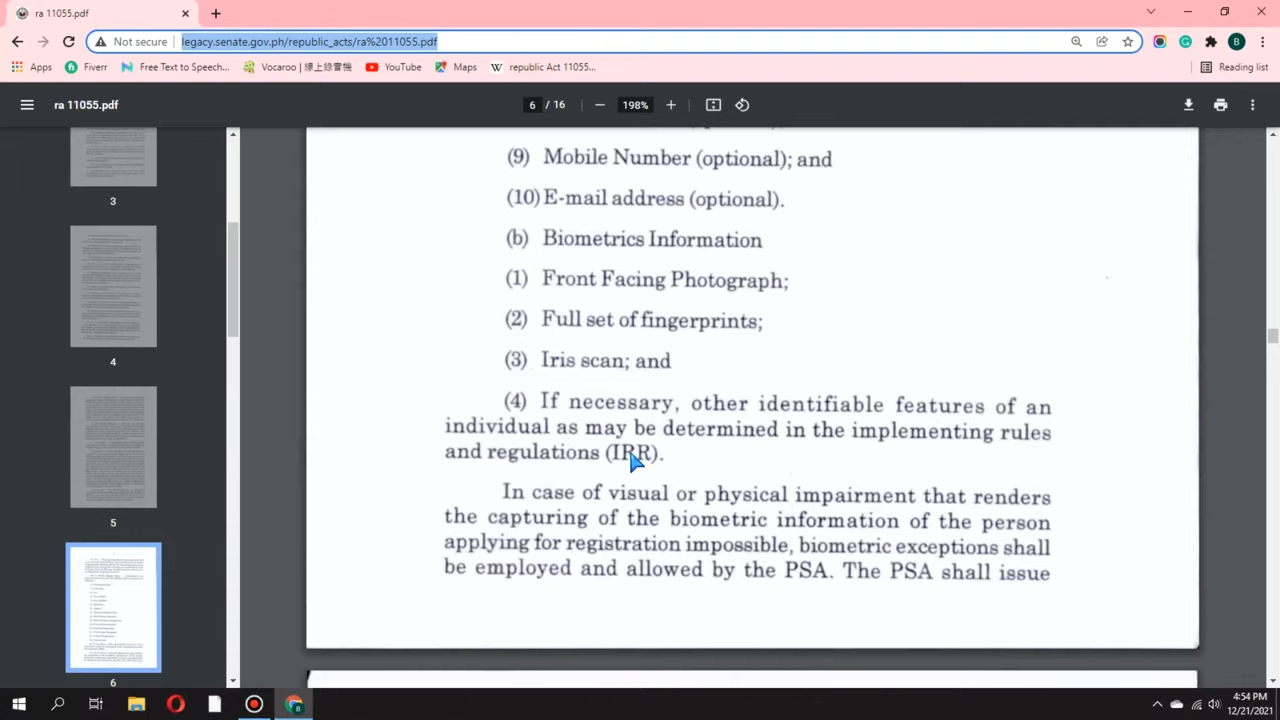 ra 11055.pdf
Not secure
legacy.senate.gov.ph/republic_acts/ra%2011055.pdf
B
Apps
Fiverr
Free Text to Speech...
Vocaroo | 線上錄音機
YouTube
Maps
W republic Act 11055...
Reading list
ra 11055.pdf
6 / 16
198%
(9) Mobile Number (optional); and
(10) E-mail address (optional).
(b) Biometrics Information
(1) Front Facing Photograph;
(2) Full set of fingerprints;
(3) Iris scan; and
(4) If necessary, other identifiable features of an
individual as may be determined in the implementing rules
and regulations (IRR).
In case of visual or physical impairment that renders
the capturing of the biometric information of the person
applying for registration impossible, biometric exceptions shall
be employed and allowed by the PSA. The PSA shall issue
3
4
5
6
4:54 PM
12/21/2021